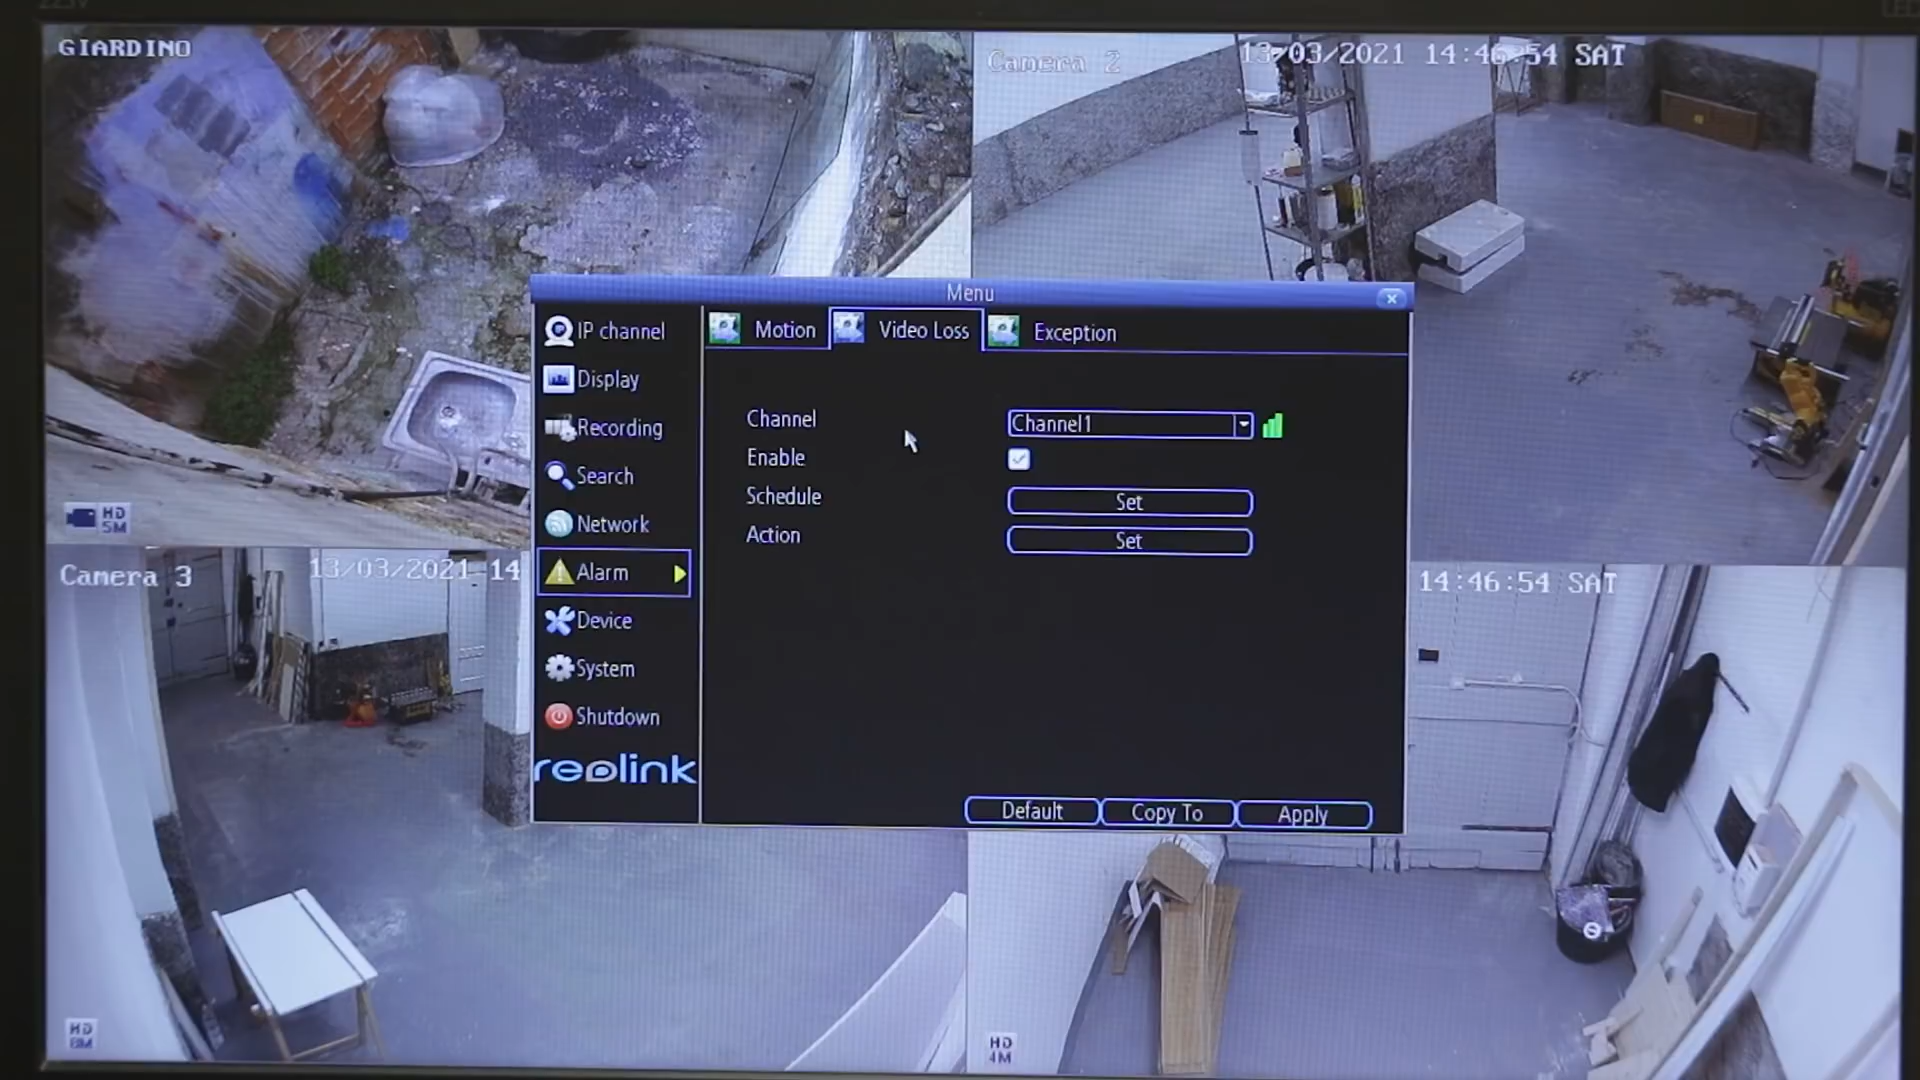 GIARDINO
Camera 2
13/03/2021 14:46:54 SAT
Menu
IP channel
Display
Recording
Search
Network
Alarm
Device
System
Shutdown
reolink
Motion
Video Loss
Exception
Channel
Channel1
Enable
Schedule
Set
Action
Set
Default
Copy To
Apply
HD
5M
Camera 3
13/03/2021 14
14:46:54 SAT
HD
8M
HD
4M